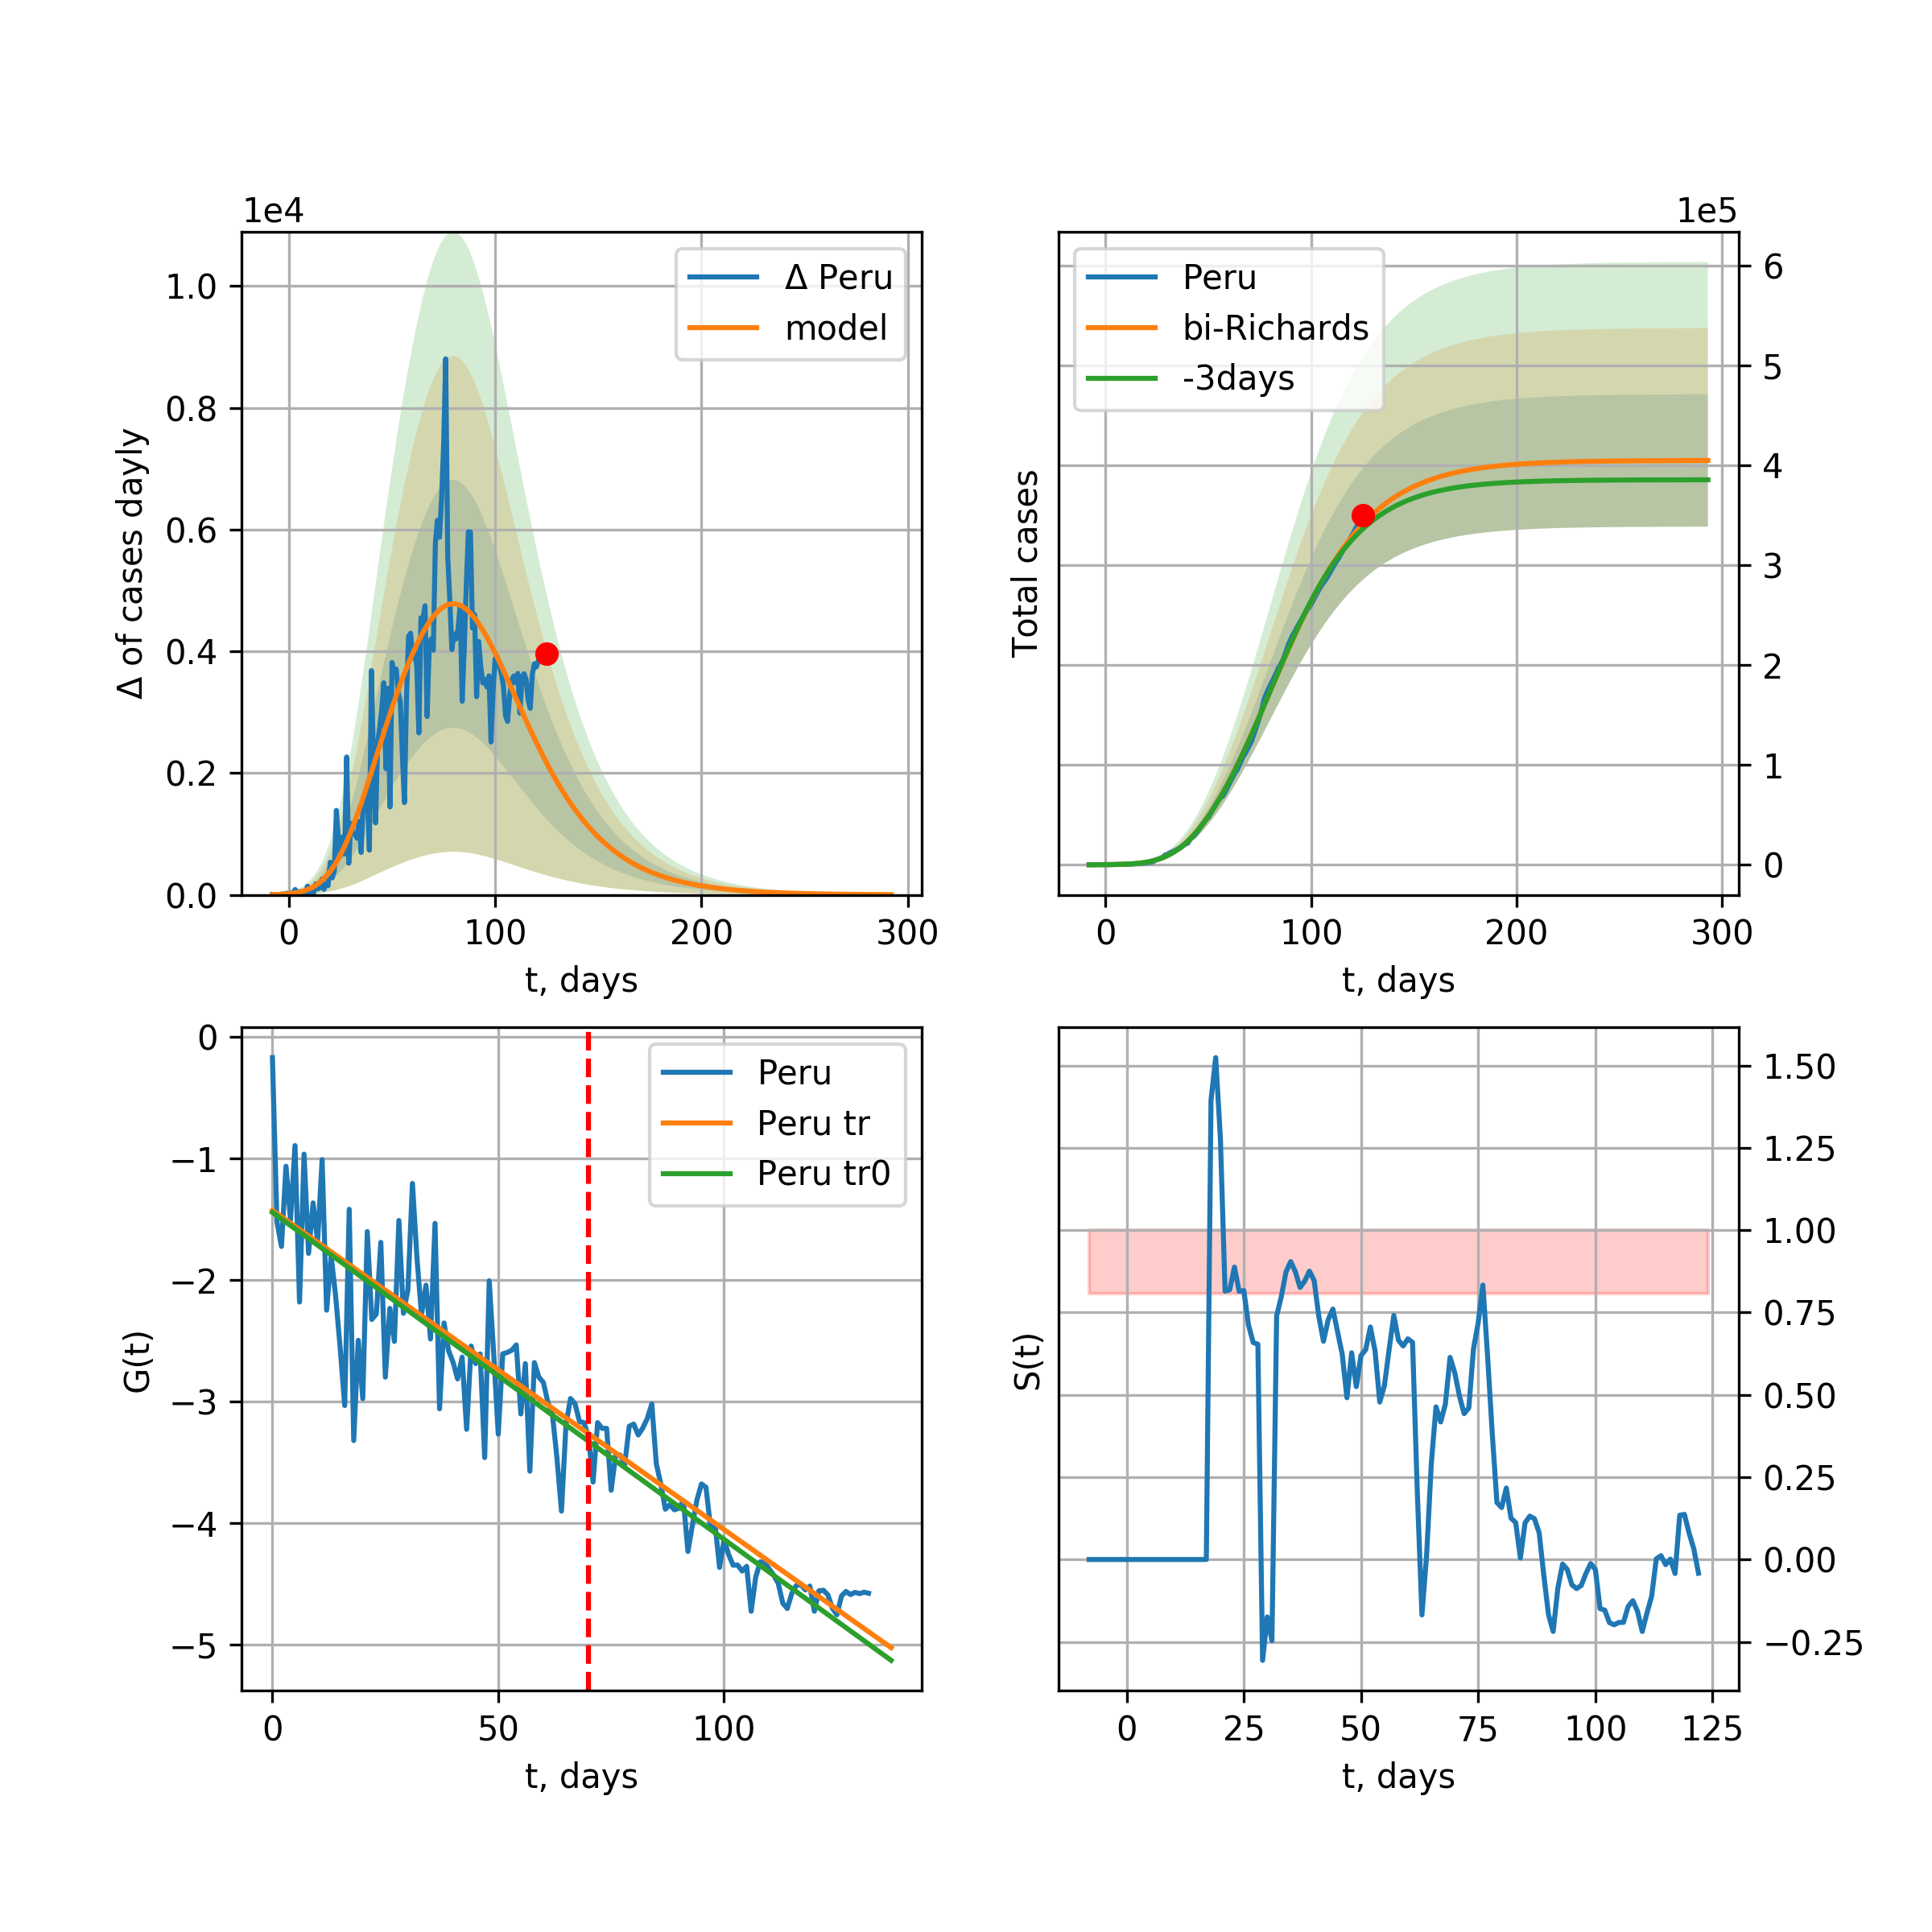 1e4
Δ of cases dayly
1.0
0.8
0.6
0.4
0.2
0.0
0 100 200 300
t, days
Δ Peru
model
1e5
Total cases
6
5
4
3
2
1
0
0 100 200 300
t, days
Peru
bi-Richards
-3days
G(t)
0
−1
−2
−3
−4
−5
0 50 100
t, days
Peru
Peru tr
Peru tr0
S(t)
1.50
1.25
1.00
0.75
0.50
0.25
0.00
−0.25
0 25 50 75 100 125
t, days